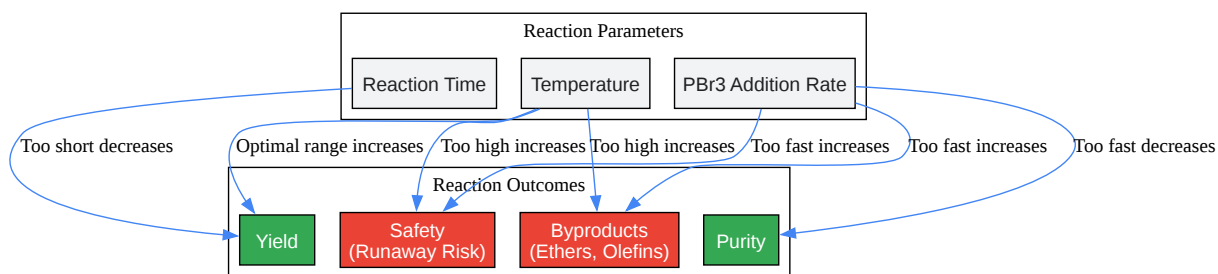 Reaction Parameters
Reaction Time
Temperature
PBr3 Addition Rate
Too short decreases
Optimal range increases
Too high increases
Too high increases
Too fast increases
Too fast increases
Too fast decreases
Reaction Outcomes
Yield
Safety
(Runaway Risk)
Byproducts
(Ethers, Olefins)
Purity